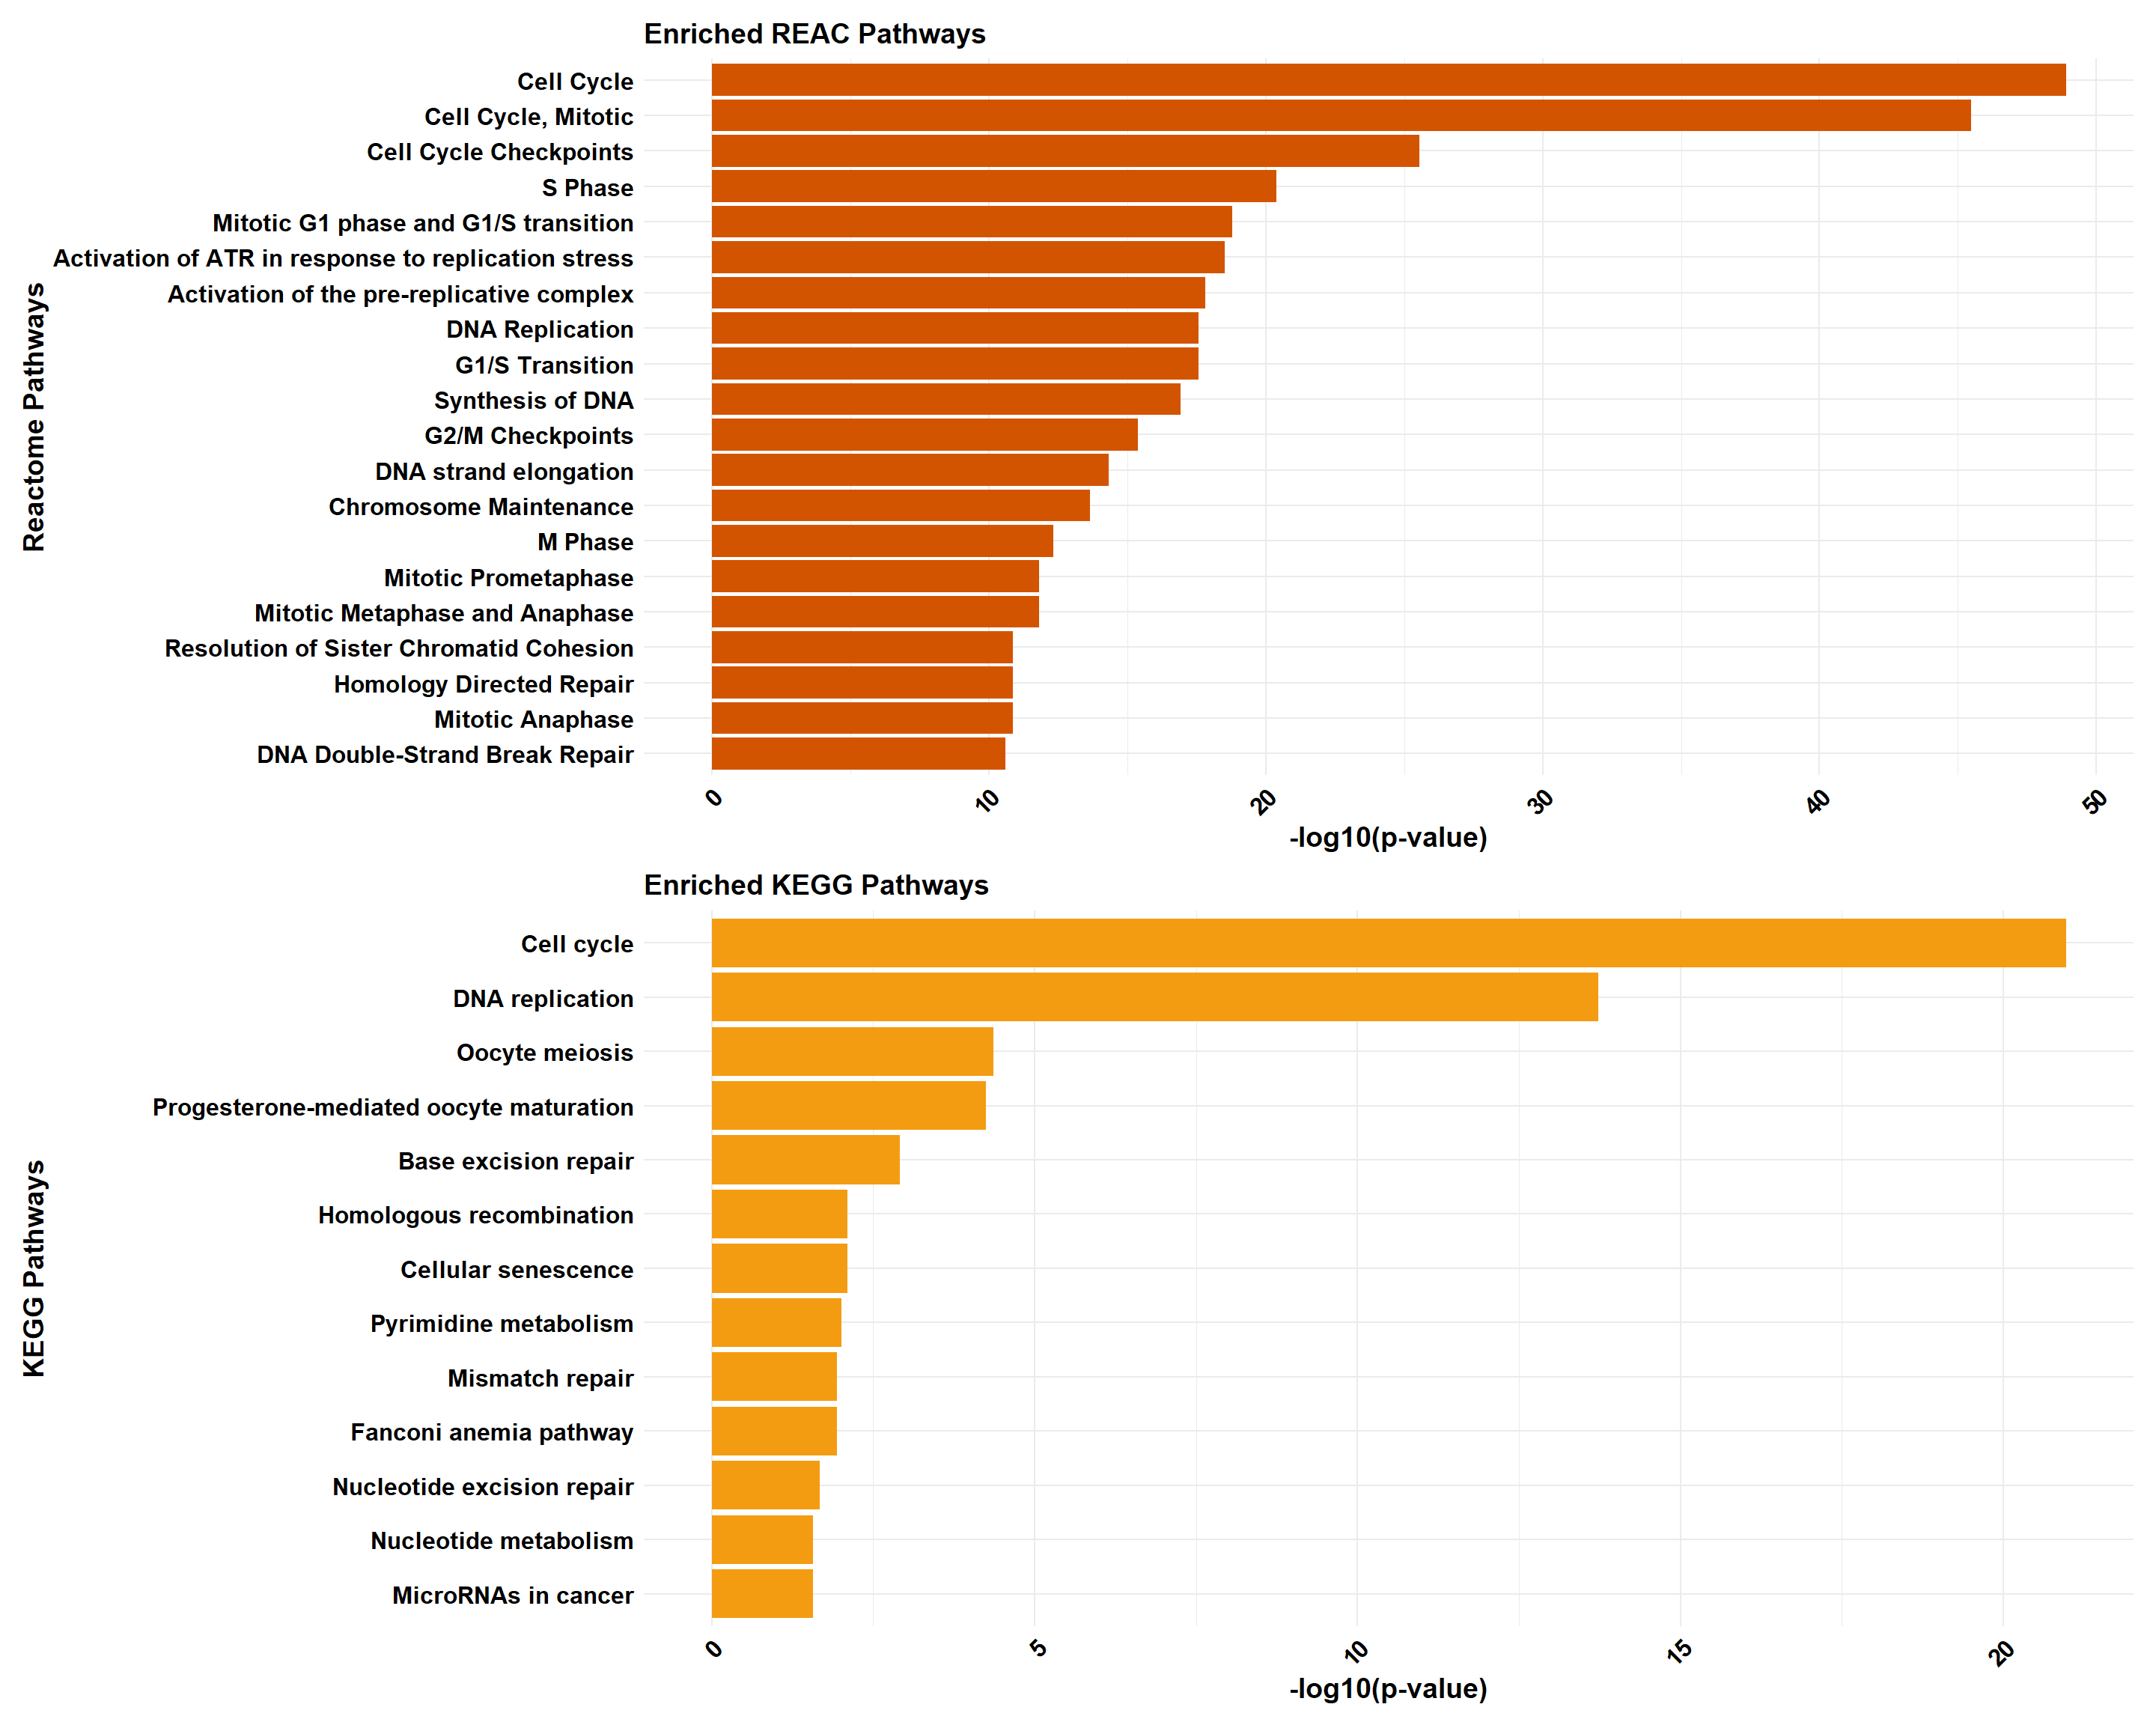 Enriched REAC Pathways
Reactome Pathways
Cell Cycle
Cell Cycle, Mitotic
Cell Cycle Checkpoints
S Phase
Mitotic G1 phase and G1/S transition
Activation of ATR in response to replication stress
Activation of the pre-replicative complex
DNA Replication
G1/S Transition
Synthesis of DNA
G2/M Checkpoints
DNA strand elongation
Chromosome Maintenance
M Phase
Mitotic Prometaphase
Mitotic Metaphase and Anaphase
Resolution of Sister Chromatid Cohesion
Homology Directed Repair
Mitotic Anaphase
DNA Double-Strand Break Repair
0 10 20 30 40 50
-log10(p-value)
Enriched KEGG Pathways
KEGG Pathways
Cell cycle
DNA replication
Oocyte meiosis
Progesterone-mediated oocyte maturation
Base excision repair
Homologous recombination
Cellular senescence
Pyrimidine metabolism
Mismatch repair
Fanconi anemia pathway
Nucleotide excision repair
Nucleotide metabolism
MicroRNAs in cancer
0 5 10 15 20
-log10(p-value)